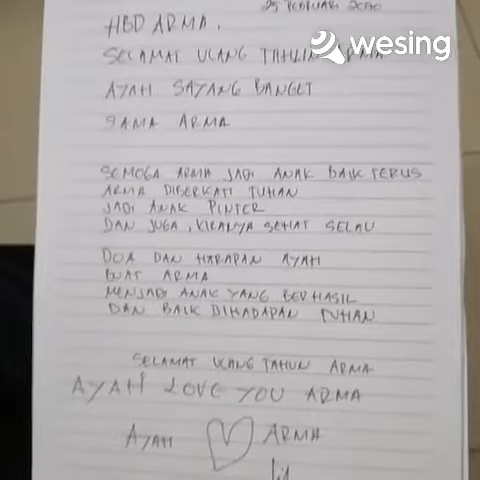 25 FEBRUARI
wesing
HBD ARMA.
SELAMAT ULANG TAHUN ARMA
AYAH SAYANG BANGET
SAMA ARMA
SEMOGA ARMA JADI ANAK BAIK TERUS
ARMA DIBERKATI TUHAN
JADI ANAK PINTER
DAN JUGA, KIRANYA SEHAT SELALU
DOA DAN HARAPAN AYAH
BUAT ARMA
MENJADI ANAK YANG BERHASIL
DAN BAIK DIHADAPAN TUHAN
SELAMAT ULANG TAHUN ARMA
AYAH LOVE YOU ARMA
AYAH ARMA